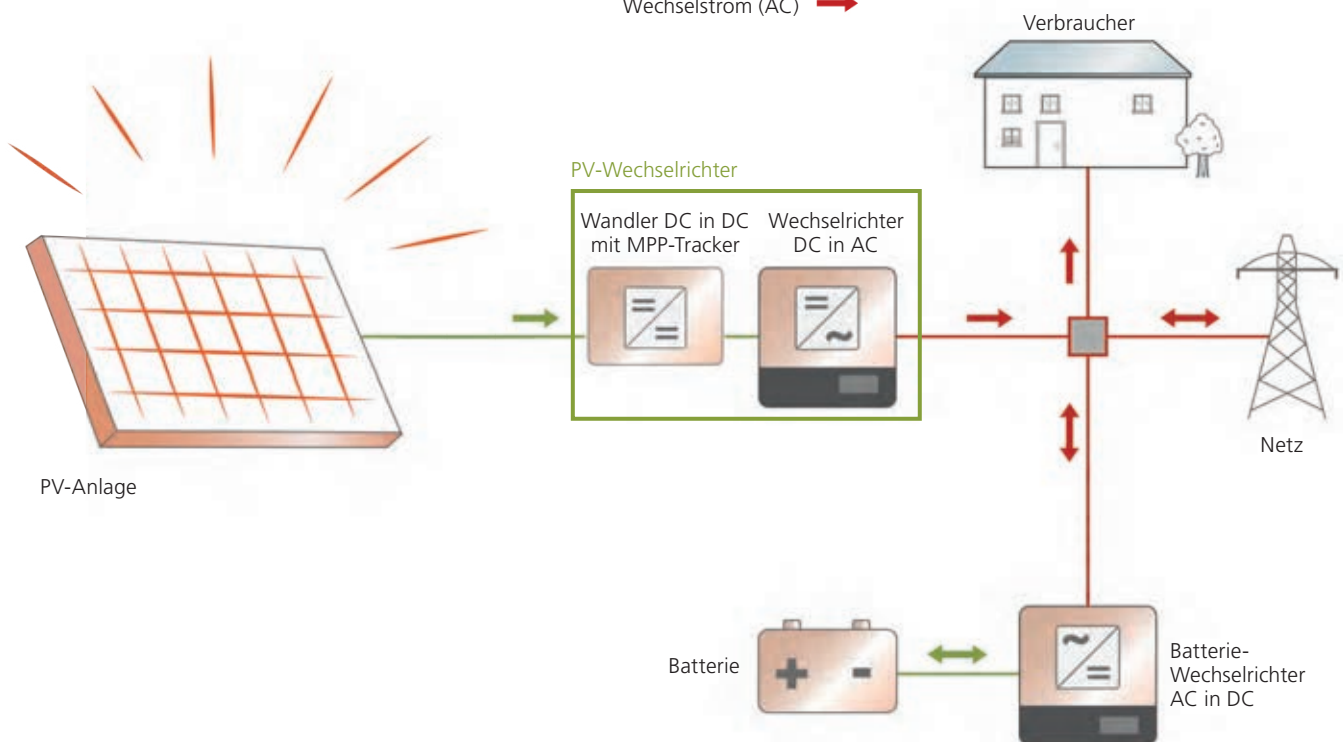 Wechselstrom (AC)
Verbraucher
PV-Wechselrichter
Wandler DC in DC
mit MPP-Tracker
Wechselrichter
DC in AC
Netz
PV-Anlage
Batterie
Batterie-
Wechselrichter
AC in DC